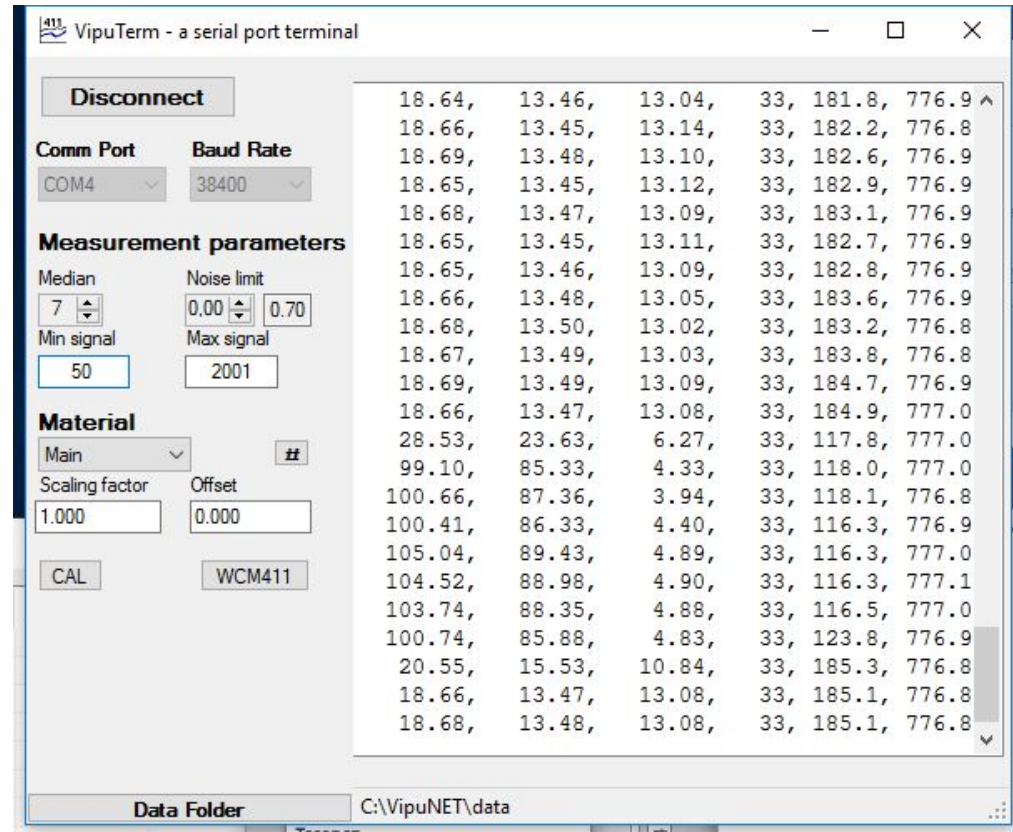 411
VipuTerm - a serial port terminal
Disconnect
Comm Port Baud Rate
COM4 38400
Measurement parameters
Median Noise limit
7 0,00 0.70
Min signal Max signal
50 2001
Material
Main #
Scaling factor Offset
1.000 0.000
CAL WCM411
18.64, 13.46, 13.04, 33, 181.8, 776.9
18.66, 13.45, 13.14, 33, 182.2, 776.8
18.69, 13.48, 13.10, 33, 182.6, 776.9
18.65, 13.45, 13.12, 33, 182.9, 776.9
18.68, 13.47, 13.09, 33, 183.1, 776.9
18.65, 13.45, 13.11, 33, 182.7, 776.9
18.65, 13.46, 13.09, 33, 182.8, 776.9
18.66, 13.48, 13.05, 33, 183.6, 776.9
18.68, 13.50, 13.02, 33, 183.2, 776.8
18.67, 13.49, 13.03, 33, 183.8, 776.8
18.69, 13.49, 13.09, 33, 184.7, 776.9
18.66, 13.47, 13.08, 33, 184.9, 777.0
28.53, 23.63, 6.27, 33, 117.8, 777.0
99.10, 85.33, 4.33, 33, 118.0, 777.0
100.66, 87.36, 3.94, 33, 118.1, 776.8
100.41, 86.33, 4.40, 33, 116.3, 776.9
105.04, 89.43, 4.89, 33, 116.3, 777.0
104.52, 88.98, 4.90, 33, 116.3, 777.1
103.74, 88.35, 4.88, 33, 116.5, 777.0
100.74, 85.88, 4.83, 33, 123.8, 776.9
20.55, 15.53, 10.84, 33, 185.3, 776.8
18.66, 13.47, 13.08, 33, 185.1, 776.8
18.68, 13.48, 13.08, 33, 185.1, 776.8
Data Folder C:\VipuNET\data